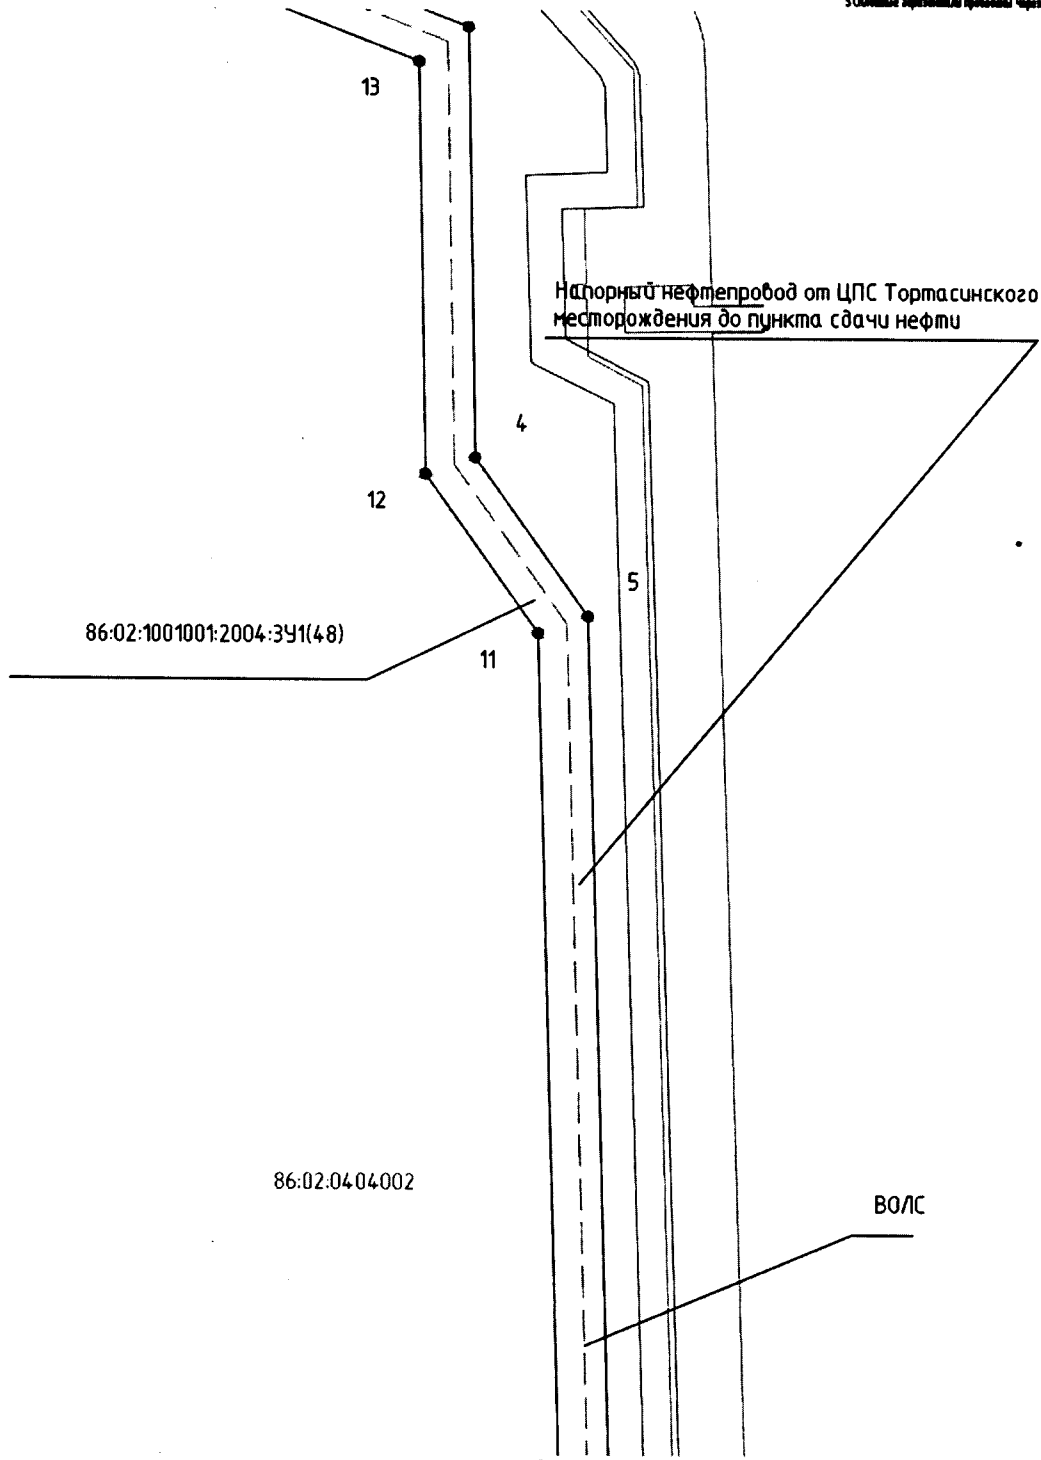 13
Напорный нефтепровод от ЦПС Тортасинского
месторождения до пункта сдачи нефти
4
12
5
86:02:1001001:2004:ЗУ1(48)
11
86:02:0404002
ВОЛС